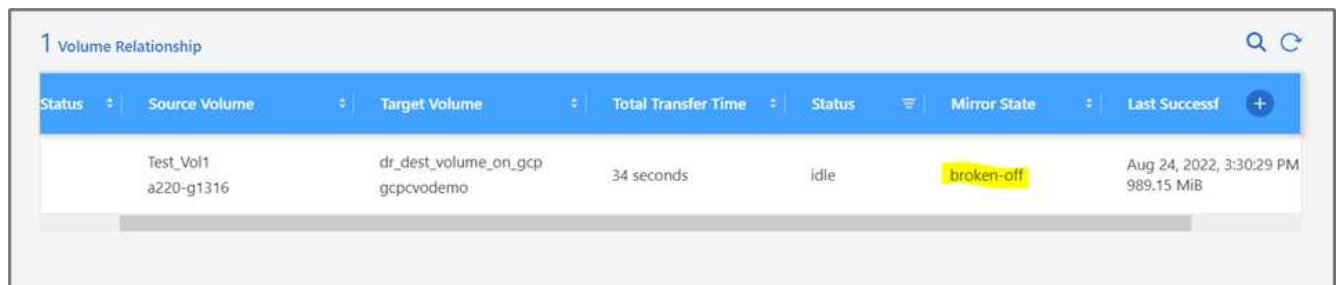 1 Volume Relationship
Status Source Volume Target Volume Total Transfer Time Status Mirror State Last Successf
Test_Vol1 dr_dest_volume_on_gcp 34 seconds idle broken-off Aug 24, 2022, 3:30:29 PM
a220-g1316 gcpcvodemo 989.15 MiB